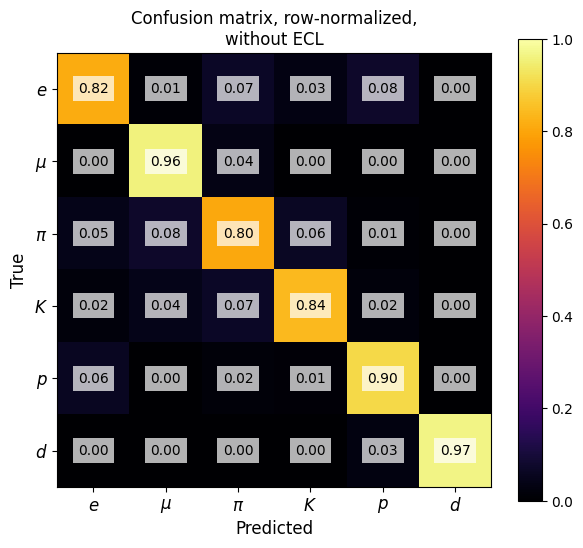 Confusion matrix, row-normalized,
without ECL
True
e 0.82 0.01 0.07 0.03 0.08 0.00
μ 0.00 0.96 0.04 0.00 0.00 0.00
π 0.05 0.08 0.80 0.06 0.01 0.00
K 0.02 0.04 0.07 0.84 0.02 0.00
p 0.06 0.00 0.02 0.01 0.90 0.00
d 0.00 0.00 0.00 0.00 0.03 0.97
e μ π K p d
Predicted
1.0
0.8
0.6
0.4
0.2
0.0